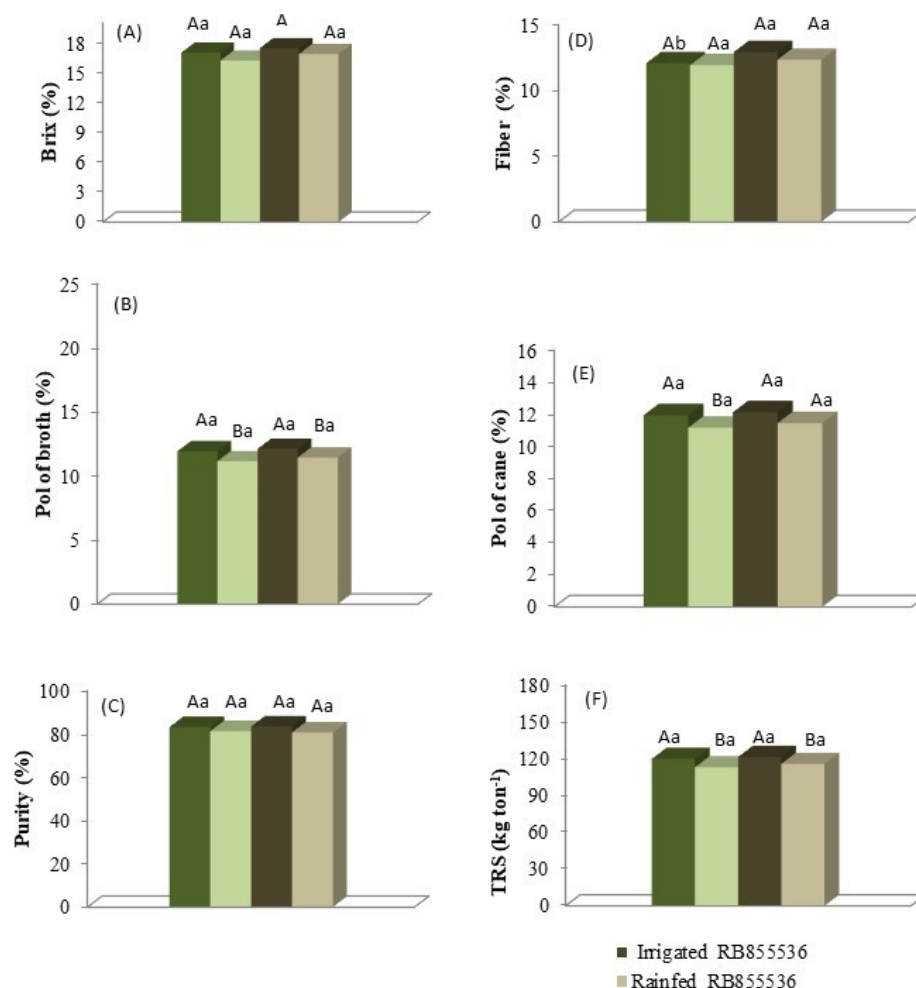 (A)
Aa Aa A Aa
18
15
12
9
6
3
0
Brix (%)
(D)
Ab Aa Aa Aa
15
10
5
0
Fiber (%)
(B)
Aa Ba Aa Ba
25
20
15
10
5
0
Pol of broth (%)
(E)
Aa Ba Aa Aa
16
14
12
10
8
6
4
2
0
Pol of cane (%)
(C)
Aa Aa Aa Aa
100
80
60
40
20
0
Purity (%)
(F)
Aa Ba Aa Ba
180
150
120
90
60
30
0
TRS (kg ton⁻¹)
Irrigated RB855536
Rainfed RB855536